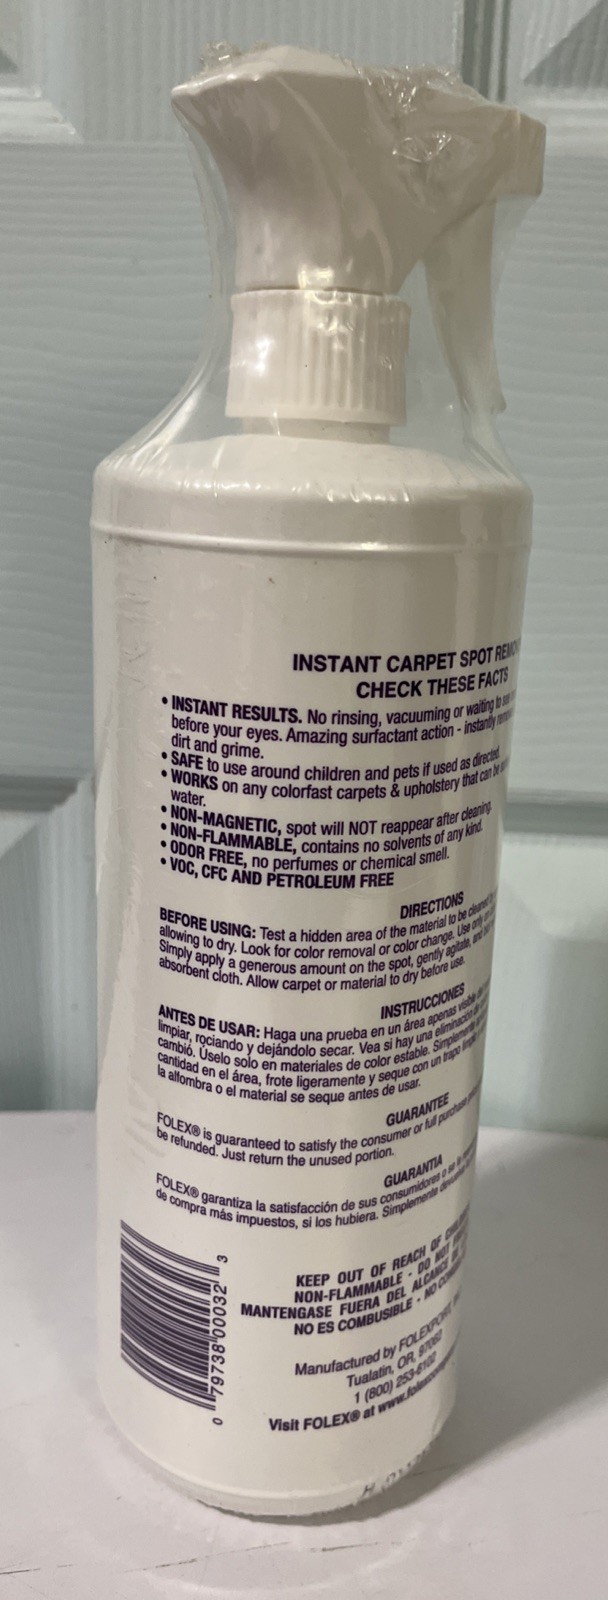 INSTANT CARPET SPOT
CHECK THESE FACTS
• INSTANT RESULTS. No rinsing, vacuuming or waiting to
before your eyes. Amazing surfactant action - instantly
dirt and grime.
• SAFE to use around children and pets if used as directed.
• WORKS on any colorfast carpets & upholstery that can be
water.
• NON-MAGNETIC, spot will NOT reappear after cleaning.
• NON-FLAMMABLE, contains no solvents of any kind.
• ODOR FREE, no perfumes or chemical smell.
• VOC, CFC AND PETROLEUM FREE
DIRECTIONS
BEFORE USING: Test a hidden area of the material to be cleaned
allowing to dry. Look for color removal or color change. Use only on
Simply apply a generous amount on the spot, gently agitate, and
absorbent cloth. Allow carpet or material to dry before use.
INSTRUCCIONES
ANTES DE USAR: Haga una prueba en un área apenas visible
limpiar, rociando y dejándolo secar. Vea si hay una eliminación
cambió. Úselo solo en materiales de color estable. Simplemente
cantidad en el área, frote ligeramente y seque con un trapo
la alfombra o el material se seque antes de usar.
GUARANTEE
FOLEX® is guaranteed to satisfy the consumer or full purchase
be refunded. Just return the unused portion.
GUARANTIA
FOLEX® garantiza la satisfacción de sus consumidores o se
de compra más impuestos, si los hubiera. Simplemente
KEEP OUT OF REACH OF
NON-FLAMMABLE - DO NOT
MANTENGASE FUERA DEL ALCANCE
NO ES COMBUSIBLE - NO
Manufactured by FOLEXPORT,
Tualatin, OR, 97062
1 (800) 253-6102
Visit FOLEX® at
0 79738 00032 3